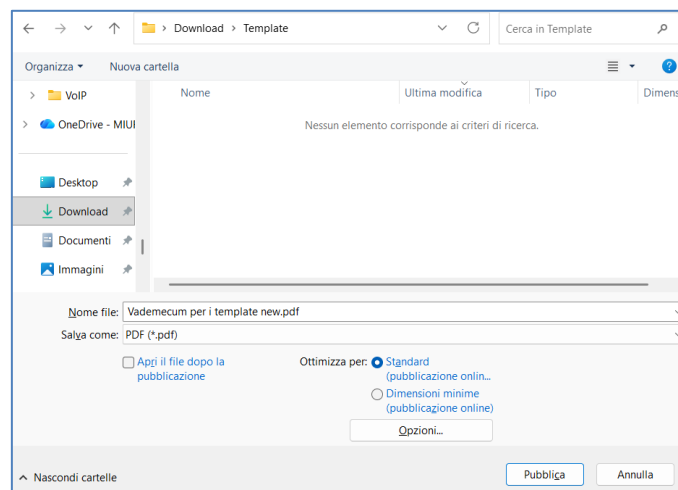 Download > Template
Cerca in Template
Organizza
Nuova cartella
VoIP
OneDrive - MIUR
Desktop
Download
Documenti
Immagini
Nome
Ultima modifica
Tipo
Dimens
Nessun elemento corrisponde ai criteri di ricerca.
Nome file: Vademecum per i template new.pdf
Salva come: PDF (*.pdf)
Apri il file dopo la
pubblicazione
Ottimizza per:
Standard
(pubblicazione onlin...
Dimensioni minime
(pubblicazione online)
Opzioni...
Nascondi cartelle
Pubblica
Annulla